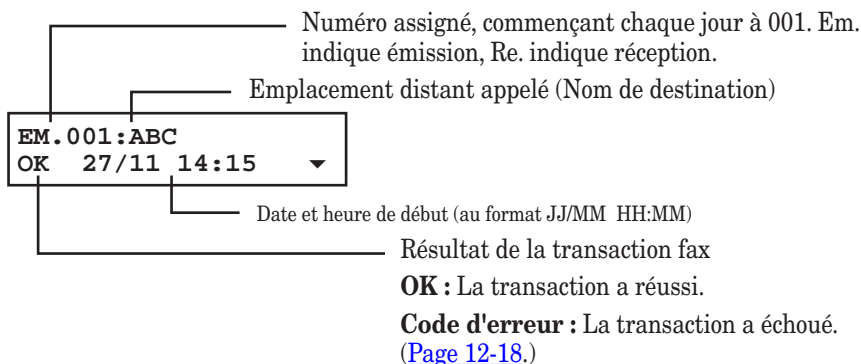 Numéro assigné, commençant chaque jour à 001. Em.
indique émission, Re. indique réception.
Emplacement distant appelé (Nom de destination)
EM.001:ABC
OK 27/11 14:15
Date et heure de début (au format JJ/MM HH:MM)
Résultat de la transaction fax
OK : La transaction a réussi.
Code d'erreur : La transaction a échoué.
(Page 12-18.)